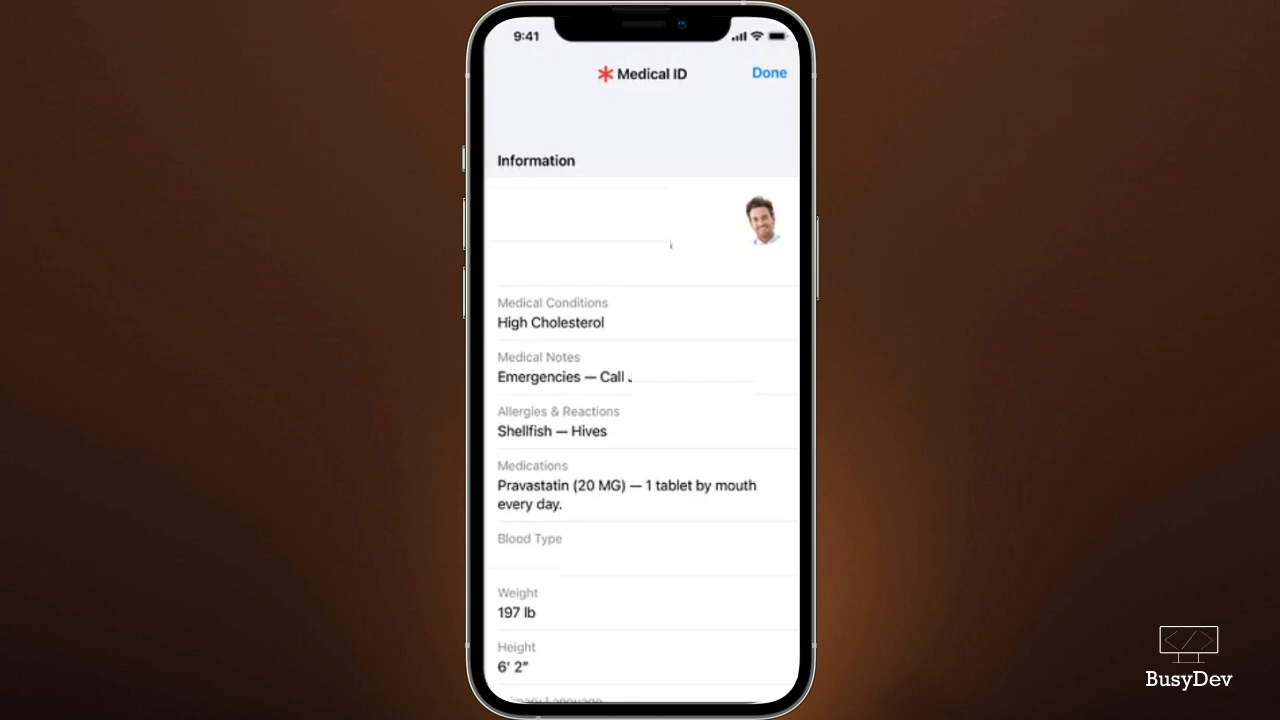 9:41
Medical ID
Done
Information
Medical Conditions
High Cholesterol
Medical Notes
Emergencies — Call
Allergies & Reactions
Shellfish — Hives
Medications
Pravastatin (20 MG) — 1 tablet by mouth
every day.
Blood Type
Weight
197 lb
Height
6' 2"
Language
</>
BusyDev